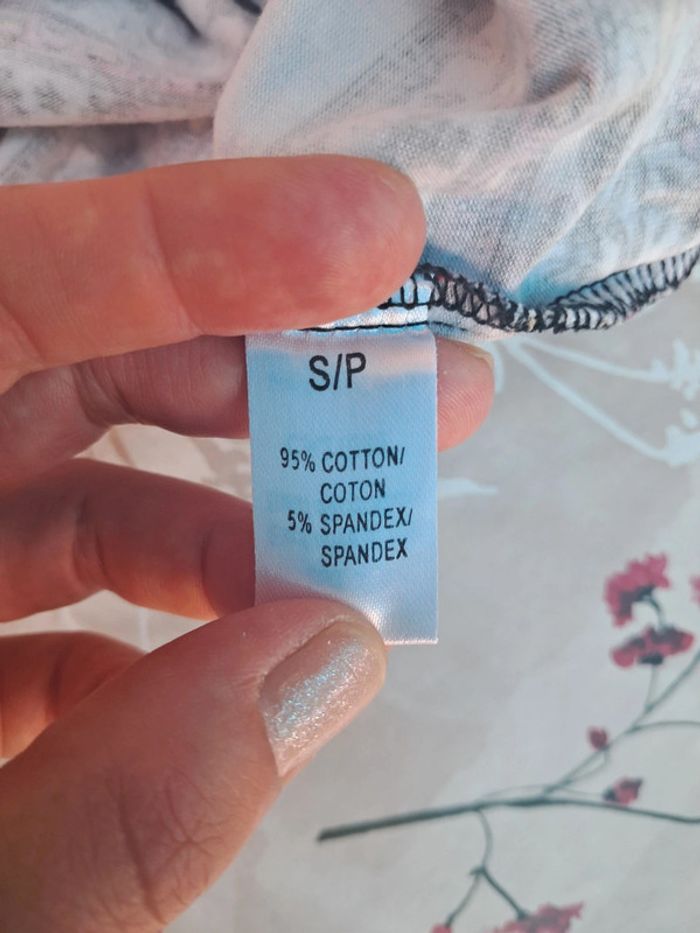 S/P
95% COTTON/
COTON
5% SPANDEX/
SPANDEX